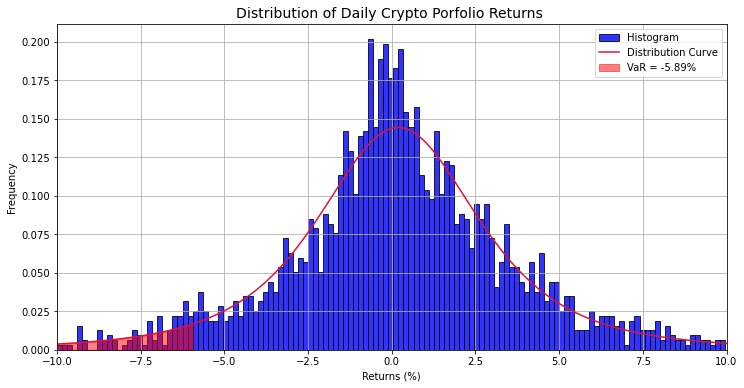 Distribution of Daily Crypto Porfolio Returns
Histogram
Distribution Curve
VaR = -5.89%
Frequency
0.200
0.175
0.150
0.125
0.100
0.075
0.050
0.025
0.000
−10.0 −7.5 −5.0 −2.5 0.0 2.5 5.0 7.5 10.0
Returns (%)